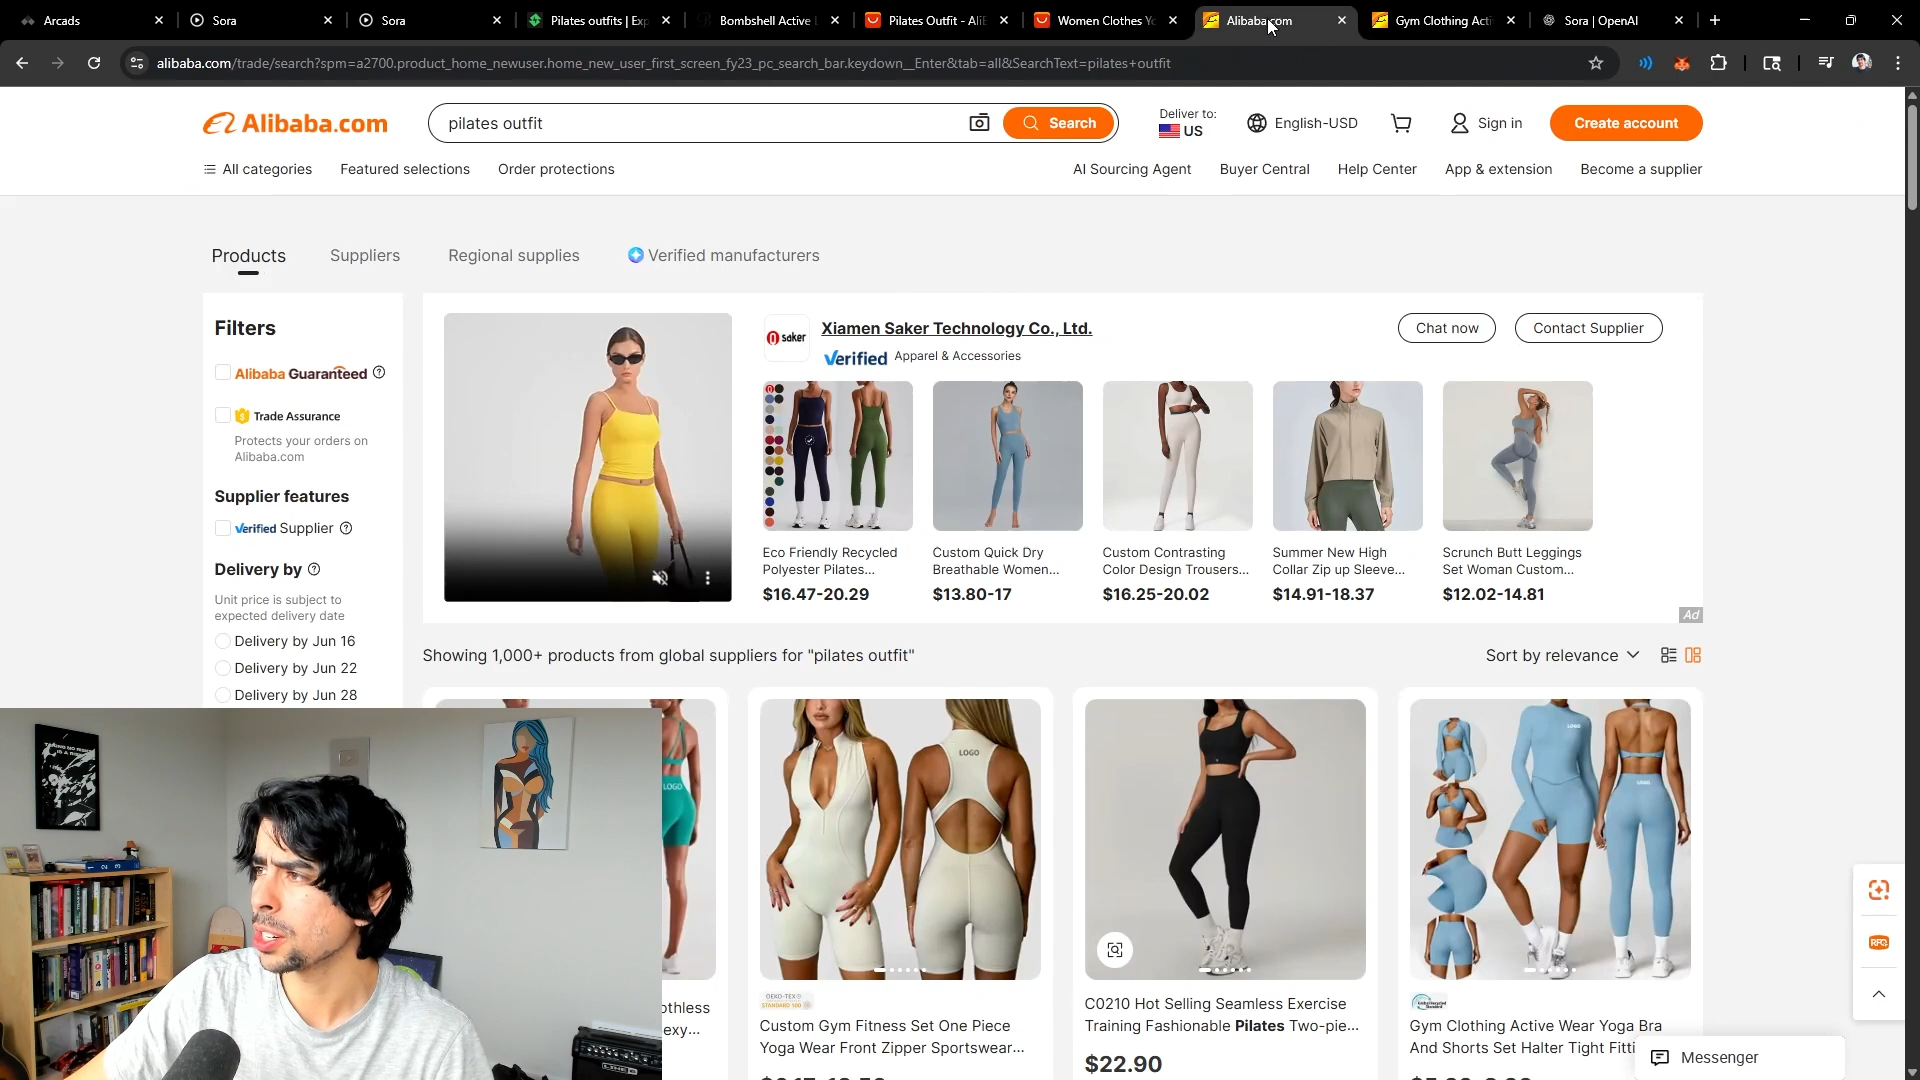 Arcads
Sora
Sora
Pilates outfits | Exp
Bombshell Active
Pilates Outfit - AliE
Women Clothes Yo
Alibaba.com
Gym Clothing Acti
Sora | OpenAI
alibaba.com/trade/search?spm=a2700.product_home_newuser.home_new_user_first_screen_fy23_pc_search_bar.keydown__Enter&tab=all&SearchText=pilates+outfit
Alibaba.com
pilates outfit
Search
Deliver to:
US
English-USD
Sign in
Create account
All categories
Featured selections
Order protections
AI Sourcing Agent
Buyer Central
Help Center
App & extension
Become a supplier
Products
Suppliers
Regional supplies
Verified manufacturers
Filters
Alibaba Guaranteed
Trade Assurance
Protects your orders on
Alibaba.com
Supplier features
Verified Supplier
Delivery by
Unit price is subject to
expected delivery date
Delivery by Jun 16
Delivery by Jun 22
Delivery by Jun 28
saker
Xiamen Saker Technology Co., Ltd.
Verified Apparel & Accessories
Chat now
Contact Supplier
Eco Friendly Recycled
Polyester Pilates...
$16.47-20.29
Custom Quick Dry
Breathable Women...
$13.80-17
Custom Contrasting
Color Design Trousers...
$16.25-20.02
Summer New High
Collar Zip up Sleeve...
$14.91-18.37
Scrunch Butt Leggings
Set Woman Custom...
$12.02-14.81
Ad
Showing 1,000+ products from global suppliers for "pilates outfit"
Sort by relevance
LOGO
LOGO
LOGO
LOGO
OEKO-TEX
STANDARD 100
Custom Gym Fitness Set One Piece
Yoga Wear Front Zipper Sportswear...
C0210 Hot Selling Seamless Exercise
Training Fashionable Pilates Two-pie...
$22.90
Gym Clothing Active Wear Yoga Bra
And Shorts Set Halter Tight Fitti
RFQ
Messenger
LINE 6